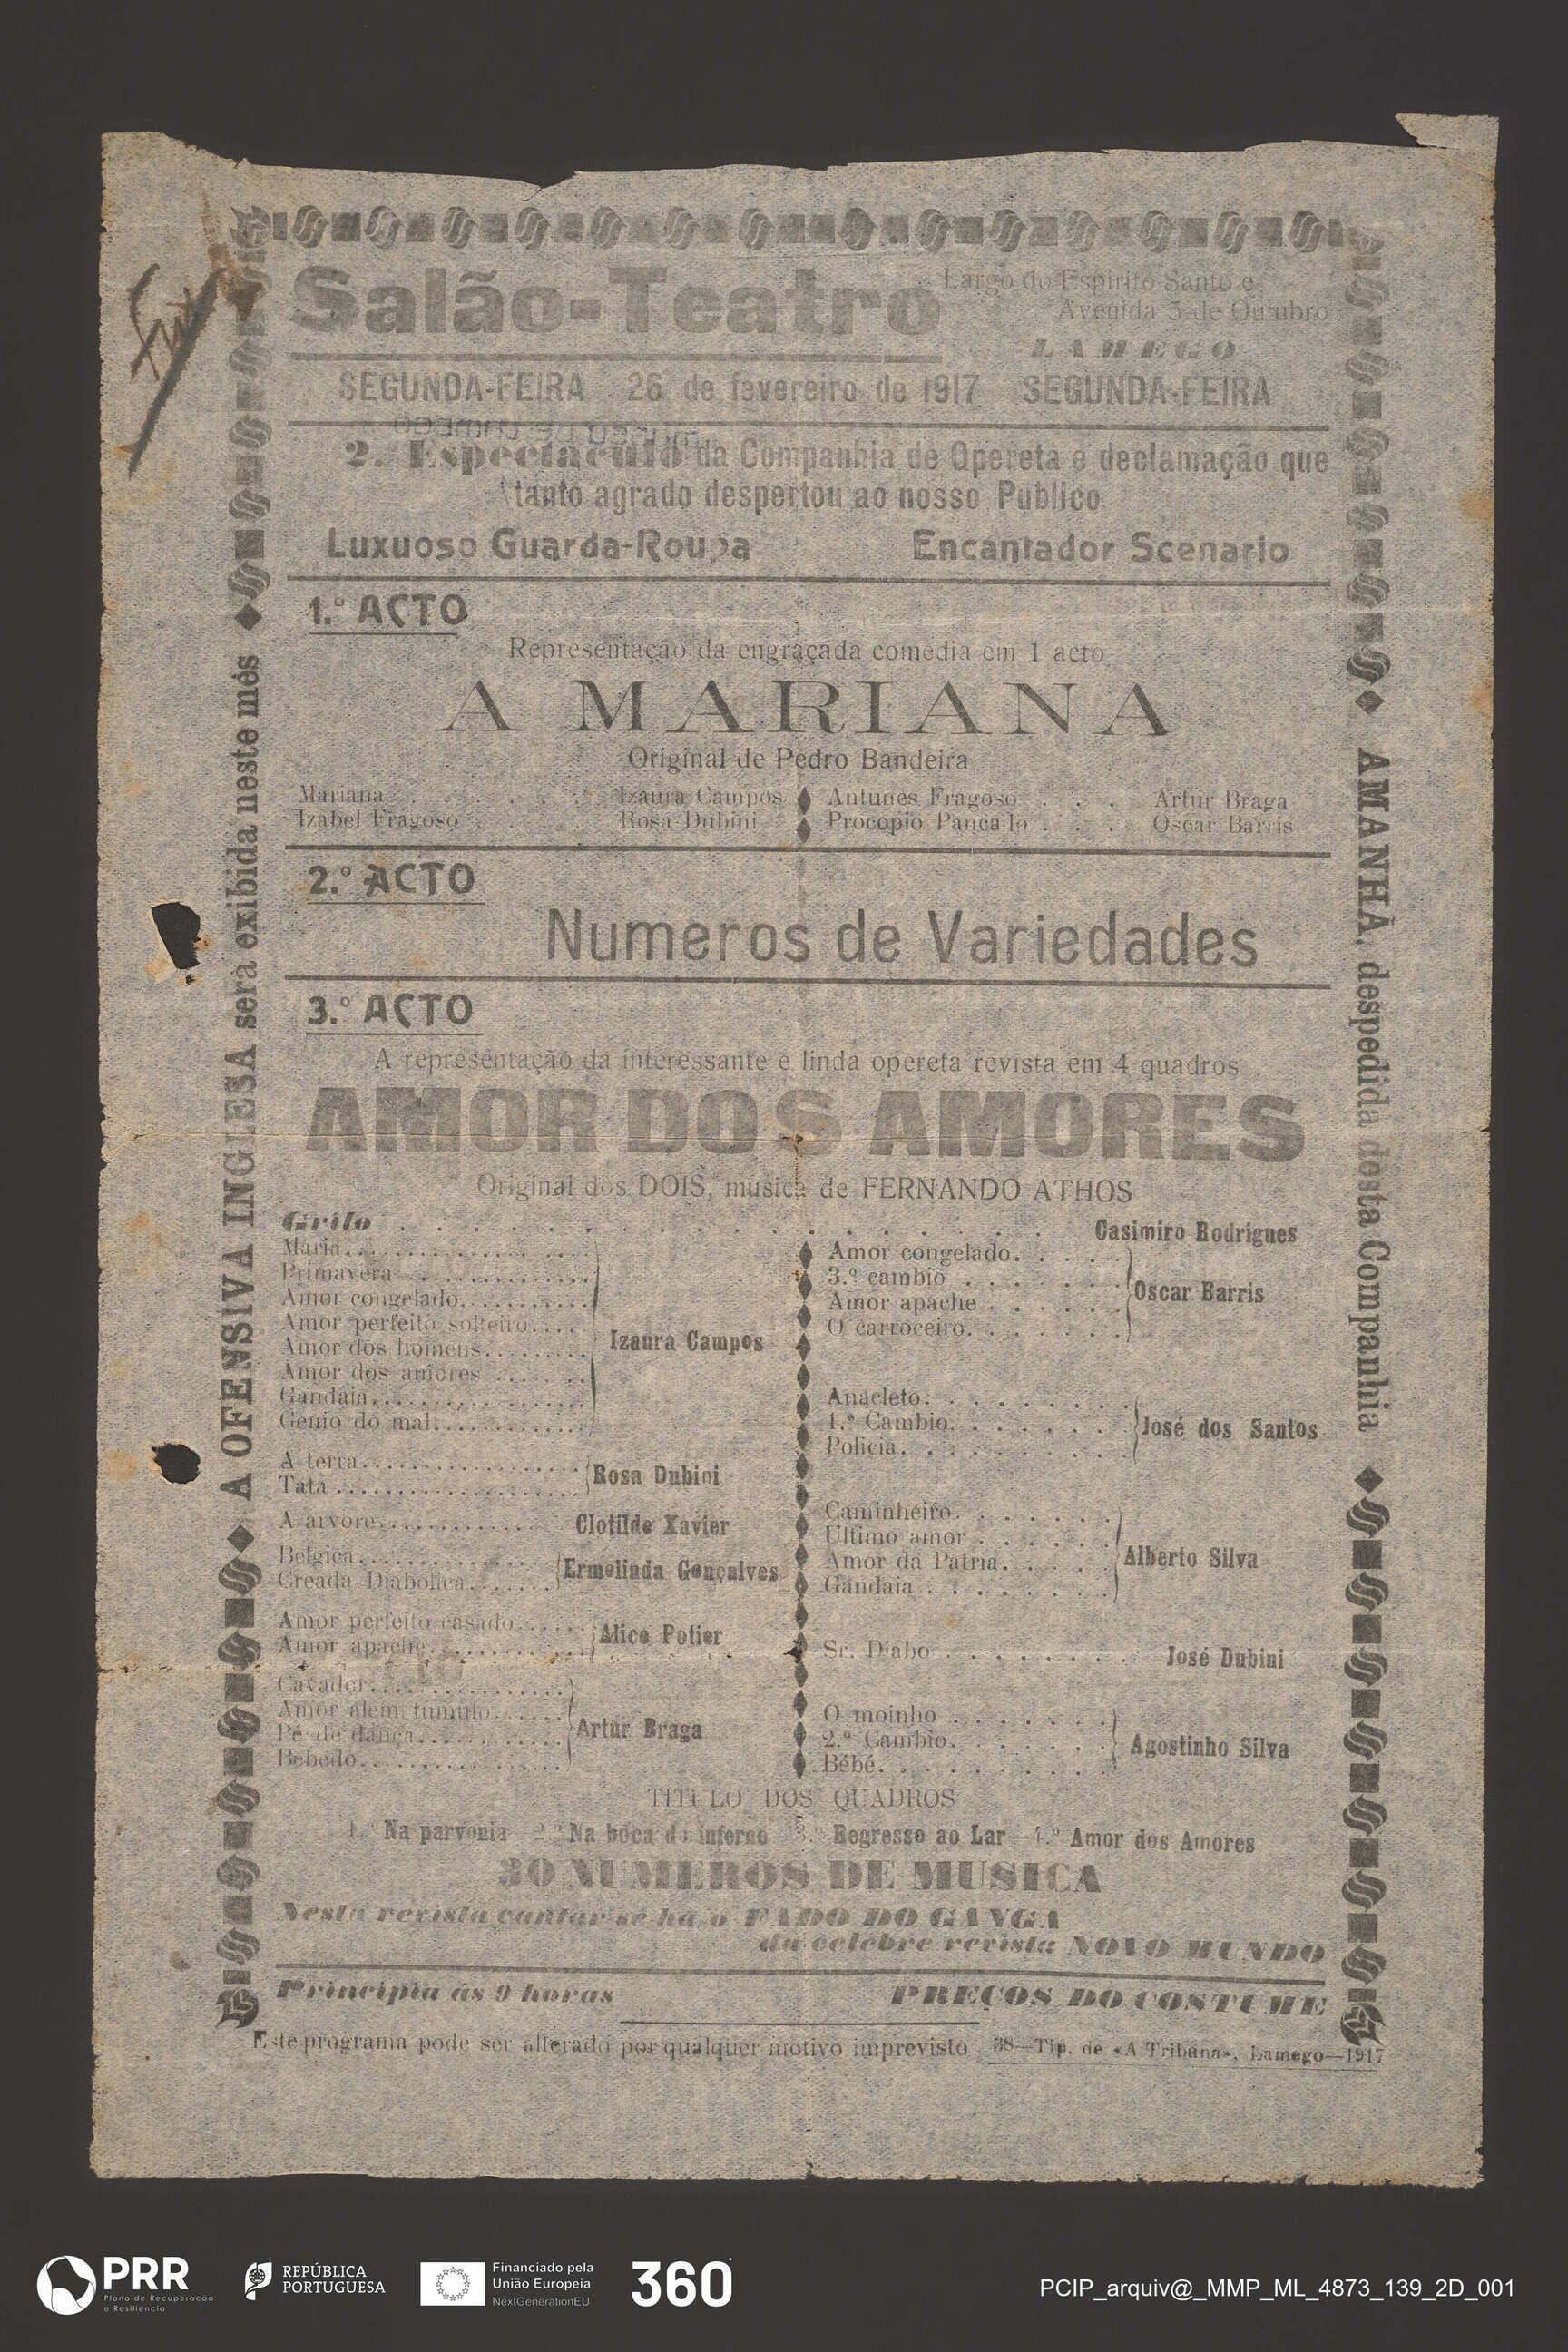 Salão-Teatro
Largo do Espirito Santo e
Avenida 5 de Outubro
LAMEGO
SEGUNDA-FEIRA 26 de fevereiro de 1917 SEGUNDA-FEIRA
2. Espectaculo da Companhia de Opereta e declamação que
tanto agrado despertou ao nosso Publico
Luxuoso Guarda-Roupa Encantador Scenario
1.º ACTO
Representação da engraçada comedia em 1 acto
A MARIANA
Original de Pedro Bandeira
Mariana . . . . . Izaura Campos Antunes Fragoso . . . Artur Braga
Izabel Fragoso . . . . . Rosa Dubini Procopio . . . Oscar Barris
2.º ACTO
Numeros de Variedades
3.º ACTO
A representação da interessante e linda opereta revista em 4 quadros
AMOR DOS AMORES
Original dos DOIS, musica de FERNANDO ATHOS
Grilo . . . . . . . . . . Casimiro Rodrigues
Maria
Primavera
Amor congelado
Amor perfeito solteiro
Amor dos homens
Amor dos amores
Gandaia
Genio do mal
Izaura Campos
A terra
Tata
Rosa Dubini
A arvore Clotilde Xavier
Belgica
Creada Diabolica
Ermelinda Gonçalves
Amor perfeito casado
Amor apache
Alice Potier
Cavador
Amor alem tumulo
Pé de dança
Bebedo
Artur Braga
Amor congelado
3.º cambio
Amor apache
O carroceiro
Oscar Barris
Anacleto
1.º Cambio
Policia
José dos Santos
Caminheiro
Ultimo amor
Amor da Patria
Gandaia
Alberto Silva
Sr. Diabo José Dubini
O moinho
2.º Cambio
Bébé
Agostinho Silva
TITULO DOS QUADROS
1.º Na parvonia—2.º Na boca do inferno—3.º Regresso ao Lar—4.º Amor dos Amores
30 NUMEROS DE MUSICA
Nesta revista cantar-se-ha o FADO DO GANGA
da celebre revista NOVO MUNDO
Principia ás 9 horas PREÇOS DO COSTUME
Este programa pode ser alterado por qualquer motivo imprevisto
38—Tip. de «A Tribuna», Lamego—1917
A OFENSIVA INGLESA será exibida neste mês
AMANHÃ, despedida desta Companhia
PRR
Plano de Recuperação
e Resiliência
REPÚBLICA
PORTUGUESA
Financiado pela
União Europeia
NextGenerationEU
360
PCIP_arquiv@_MMP_ML_4873_139_2D_001